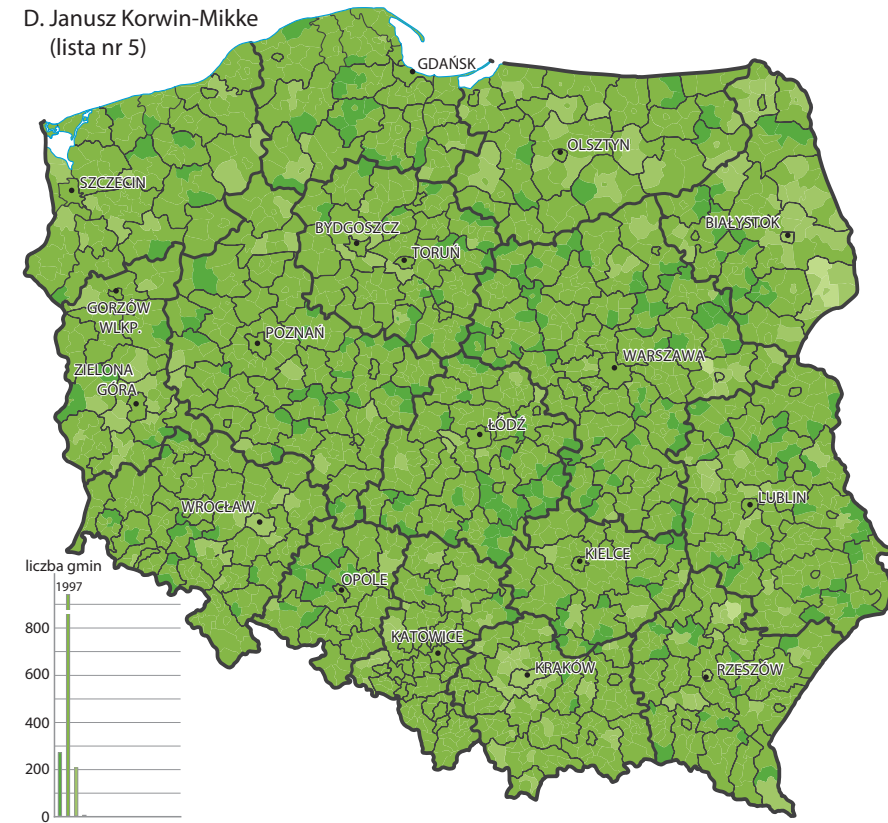 D. Janusz Korwin-Mikke
(lista nr 5)
GDAŃSK
OLSZTYN
SZCZECIN
BYDGOSZCZ
BIAŁYSTOK
TORUŃ
GORZÓW
WLKP.
POZNAŃ
WARSZAWA
ZIELONA
GÓRA
ŁÓDŹ
WROCŁAW
LUBLIN
KIELCE
OPOLE
KATOWICE
KRAKÓW
RZESZÓW
liczba gmin
1997
800
600
400
200
0